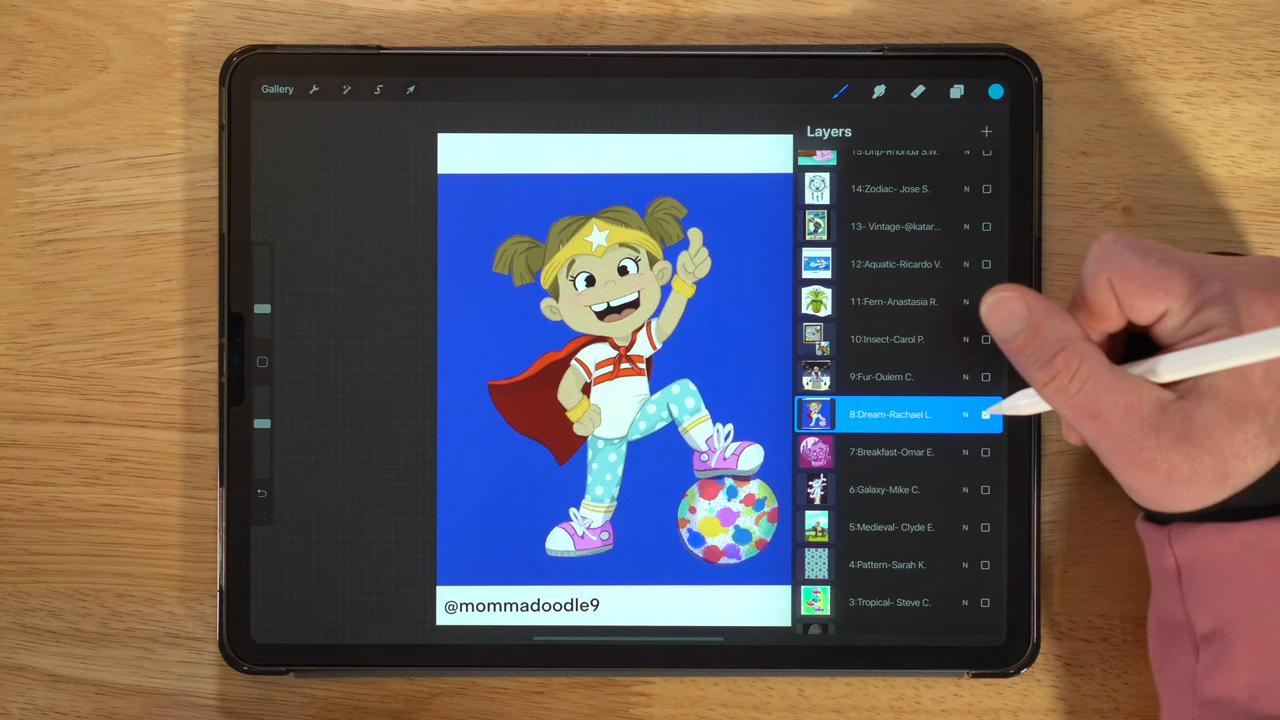 Gallery
Layers
15:Drip-Rhonda S.W.
14:Zodiac- Jose S. N
13- Vintage-@katar... N
12:Aquatic-Ricardo V. N
11:Fern-Anastasia R. N
10:Insect-Carol P. N
9:Fur-Ouiem C. N
8:Dream-Rachael L. N
7:Breakfast-Omar E. N
6:Galaxy-Mike C. N
5:Medieval- Clyde E. N
4:Pattern-Sarah K. N
3:Tropical- Steve C. N
@mommadoodle9